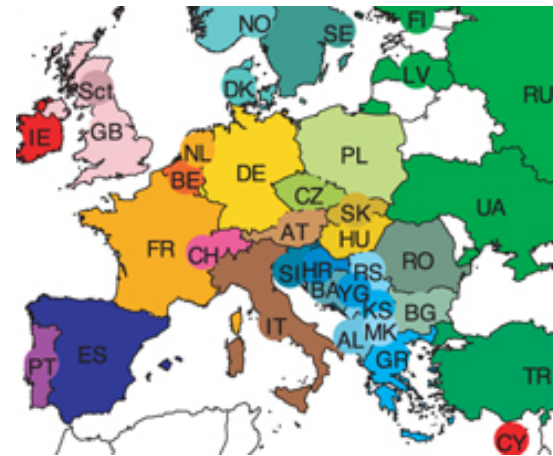 NO
SE
FI
LV
RU
Sct
DK
IE
GB
NL
BE
DE
PL
CZ
SK
UA
FR
CH
AT
HU
SI
HR
RS
RO
BA
YG
KS
BG
IT
AL
MK
GR
PT
ES
TR
CY